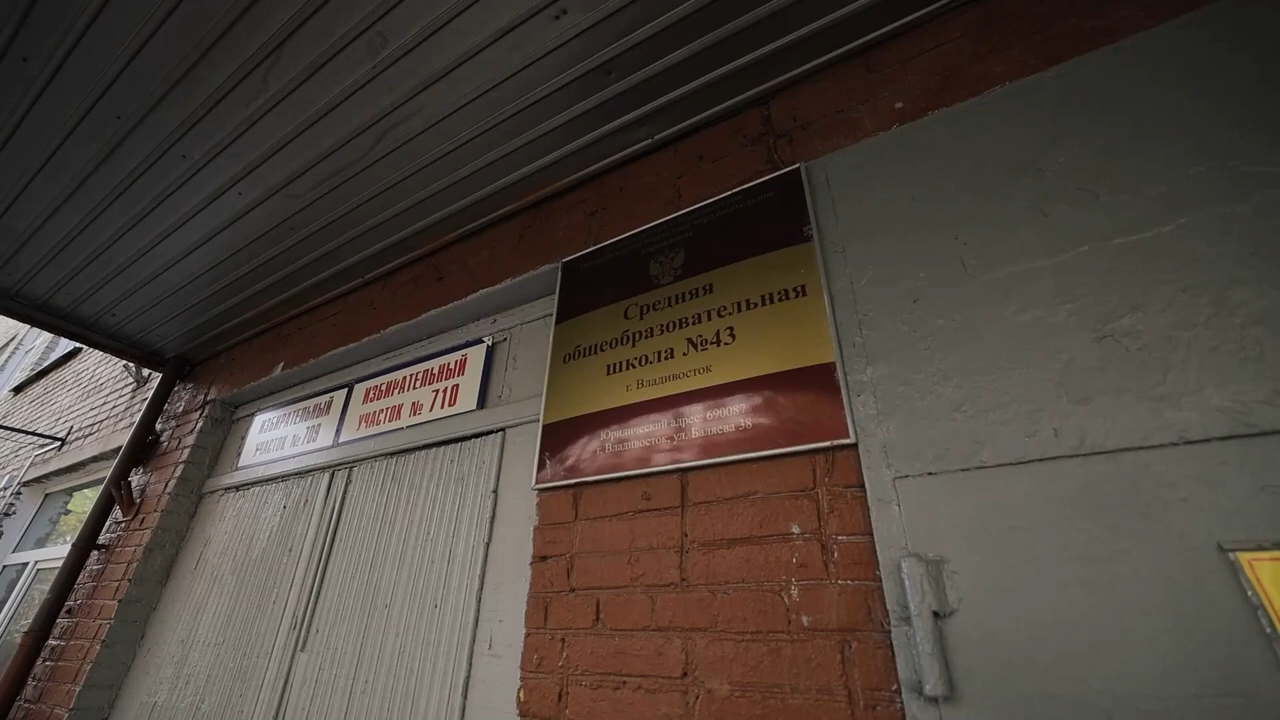 ИЗБИРАТЕЛЬНЫЙ
УЧАСТОК № 709
ИЗБИРАТЕЛЬНЫЙ
УЧАСТОК № 710
Средняя
общеобразовательная
школа №43
г. Владивосток
Юридический адрес: 690087
г. Владивосток, ул. Баляева 38